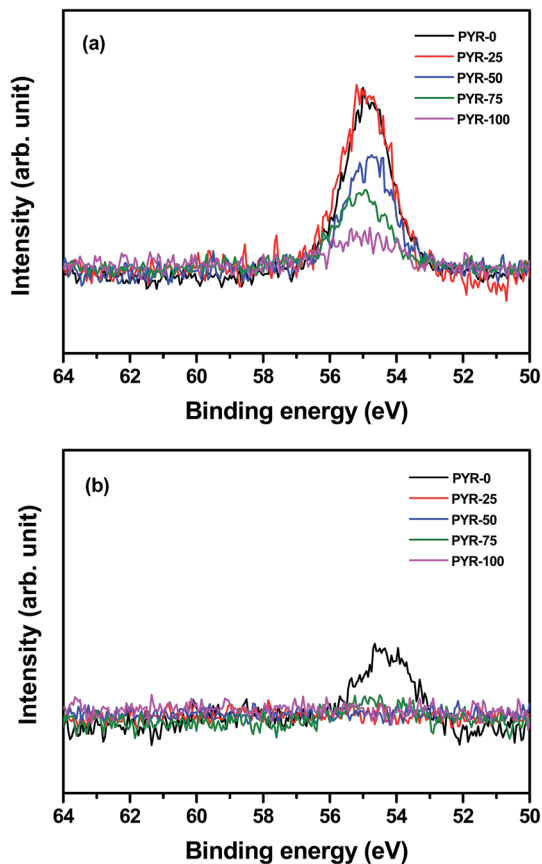 (a)
PYR-0
PYR-25
PYR-50
PYR-75
PYR-100
Intensity (arb. unit)
64 62 60 58 56 54 52 50
Binding energy (eV)
(b)
PYR-0
PYR-25
PYR-50
PYR-75
PYR-100
Intensity (arb. unit)
64 62 60 58 56 54 52 50
Binding energy (eV)